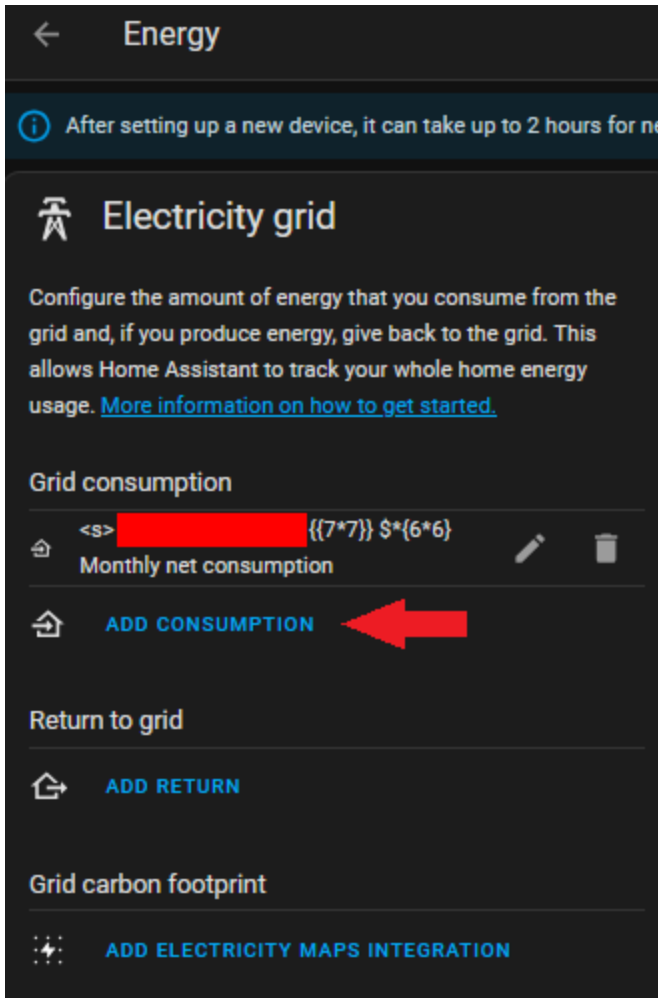 Energy
After setting up a new device, it can take up to 2 hours for
Electricity grid
Configure the amount of energy that you consume from the
grid and, if you produce energy, give back to the grid. This
allows Home Assistant to track your whole home energy
usage. More information on how to get started.
Grid consumption
<s> {{7*7}} $*{6*6}
Monthly net consumption
ADD CONSUMPTION
Return to grid
ADD RETURN
Grid carbon footprint
ADD ELECTRICITY MAPS INTEGRATION